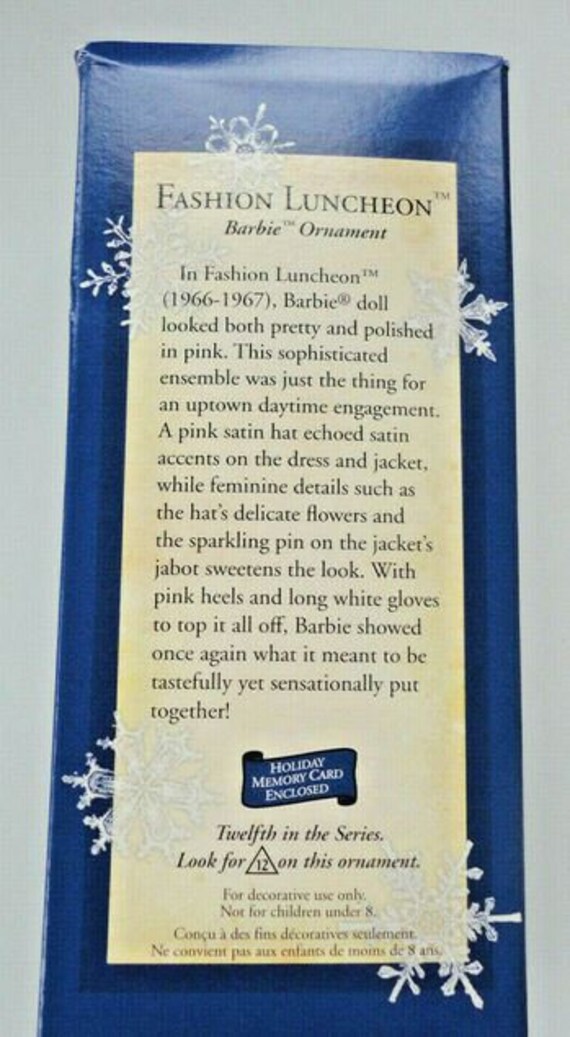 FASHION LUNCHEON™
Barbie™ Ornament
In Fashion Luncheon™
(1966-1967), Barbie® doll
looked both pretty and polished
in pink. This sophisticated
ensemble was just the thing for
an uptown daytime engagement.
A pink satin hat echoed satin
accents on the dress and jacket,
while feminine details such as
the hat's delicate flowers and
the sparkling pin on the jacket's
jabot sweetens the look. With
pink heels and long white gloves
to top it all off, Barbie showed
once again what it meant to be
tastefully yet sensationally put
together!
HOLIDAY
MEMORY CARD
ENCLOSED
Twelfth in the Series.
Look for 12 on this ornament.
For decorative use only.
Not for children under 8.
Conçu à des fins décoratives seulement.
Ne convient pas aux enfants de moins de 8 ans.